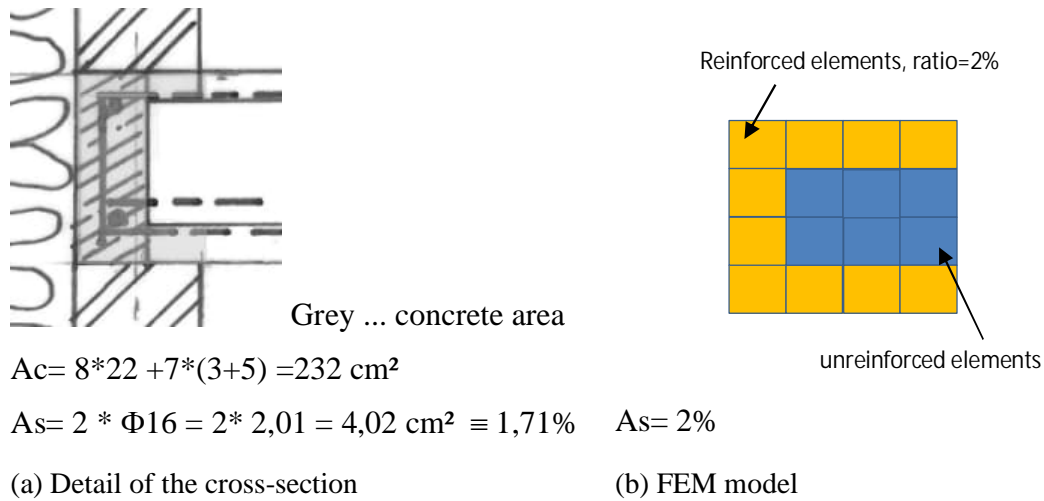 Reinforced elements, ratio=2%
Grey ... concrete area
unreinforced elements
Ac= 8*22 +7*(3+5) =232 cm²
As= 2 * Φ16 = 2* 2,01 = 4,02 cm² ≡ 1,71% As= 2%
(a) Detail of the cross-section (b) FEM model